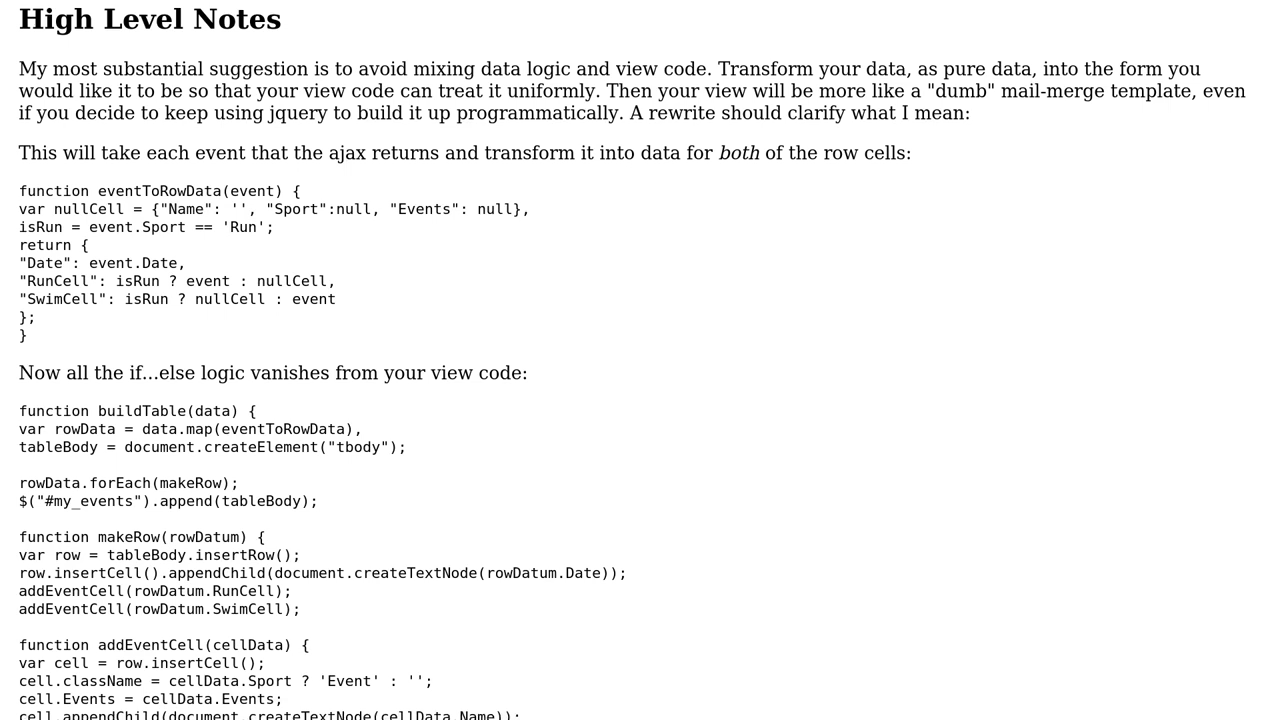 High Level Notes
My most substantial suggestion is to avoid mixing data logic and view code. Transform your data, as pure data, into the form you
would like it to be so that your view code can treat it uniformly. Then your view will be more like a "dumb" mail-merge template, even
if you decide to keep using jquery to build it up programmatically. A rewrite should clarify what I mean:
This will take each event that the ajax returns and transform it into data for both of the row cells:
function eventToRowData(event) {
var nullCell = {"Name": '', "Sport":null, "Events": null},
isRun = event.Sport == 'Run';
return {
"Date": event.Date,
"RunCell": isRun ? event : nullCell,
"SwimCell": isRun ? nullCell : event
};
}
Now all the if...else logic vanishes from your view code:
function buildTable(data) {
var rowData = data.map(eventToRowData),
tableBody = document.createElement("tbody");
rowData.forEach(makeRow);
$("#my_events").append(tableBody);
function makeRow(rowDatum) {
var row = tableBody.insertRow();
row.insertCell().appendChild(document.createTextNode(rowDatum.Date));
addEventCell(rowDatum.RunCell);
addEventCell(rowDatum.SwimCell);
function addEventCell(cellData) {
var cell = row.insertCell();
cell.className = cellData.Sport ? 'Event' : '';
cell.Events = cellData.Events;
cell.appendChild(document.createTextNode(cellData.Name));